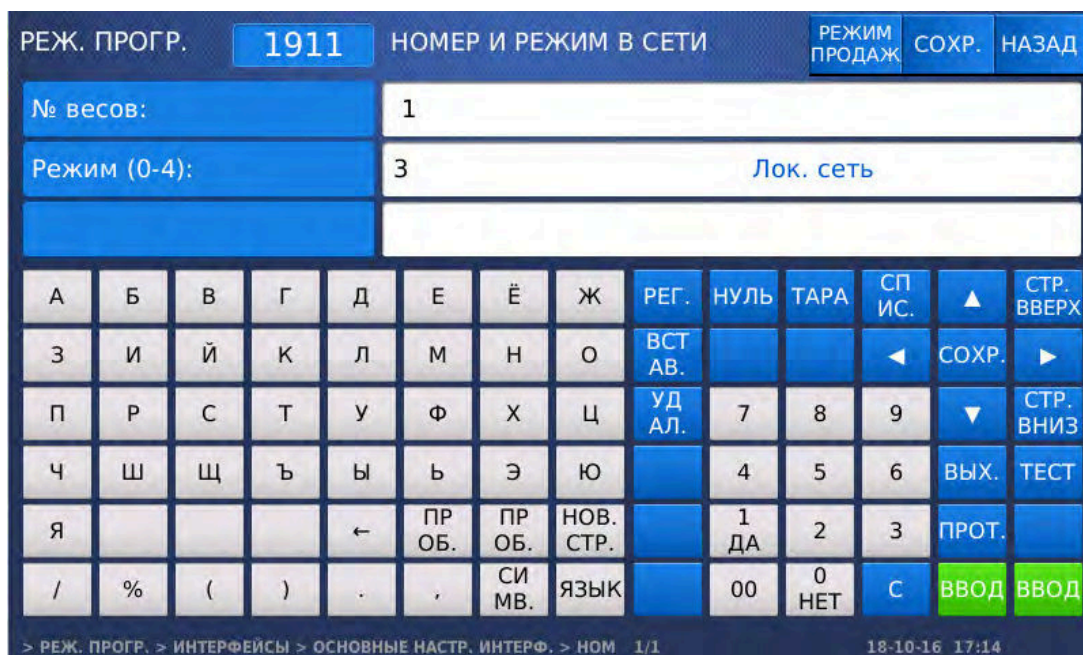 РЕЖ. ПРОГР. 1911 НОМЕР И РЕЖИМ В СЕТИ РЕЖИМ ПРОДАЖ СОХР. НАЗАД
№ весов: 1
Режим (0-4): 3 Лок. сеть
А Б В Г Д Е Ё Ж РЕГ. НУЛЬ ТАРА СП ИС. ▲ СТР. ВВЕРХ
З И Й К Л М Н О ВСТ АВ. ◀ СОХР. ▶
П Р С Т У Ф Х Ц УД АЛ. 7 8 9 ▼ СТР. ВНИЗ
Ч Ш Щ Ъ Ы Ь Э Ю 4 5 6 ВЫХ. ТЕСТ
Я ← ПР ОБ. ПР ОБ. НОВ. СТР. 1 ДА 2 3 ПРОТ.
/ % ( ) . , СИ МВ. ЯЗЫК 00 0 НЕТ С ВВОД ВВОД
> РЕЖ. ПРОГР. > ИНТЕРФЕЙСЫ > ОСНОВНЫЕ НАСТР. ИНТЕРФ. > НОМ 1/1 18-10-16 17:14